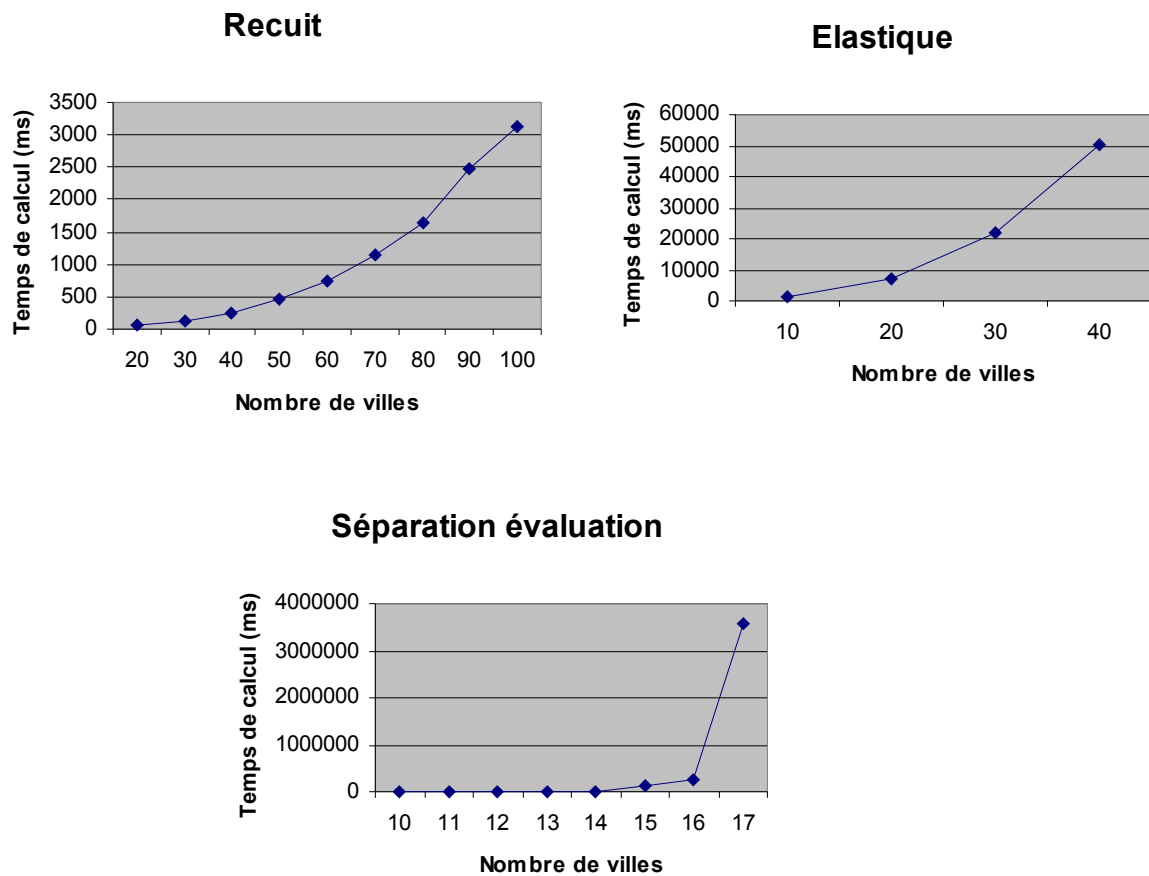 Recuit
Temps de calcul (ms)
3500
3000
2500
2000
1500
1000
500
0
20 30 40 50 60 70 80 90 100
Nombre de villes
Elastique
Temps de calcul (ms)
60000
50000
40000
30000
20000
10000
0
10 20 30 40
Nombre de villes
Séparation évaluation
Temps de calcul (ms)
4000000
3000000
2000000
1000000
0
10 11 12 13 14 15 16 17
Nombre de villes